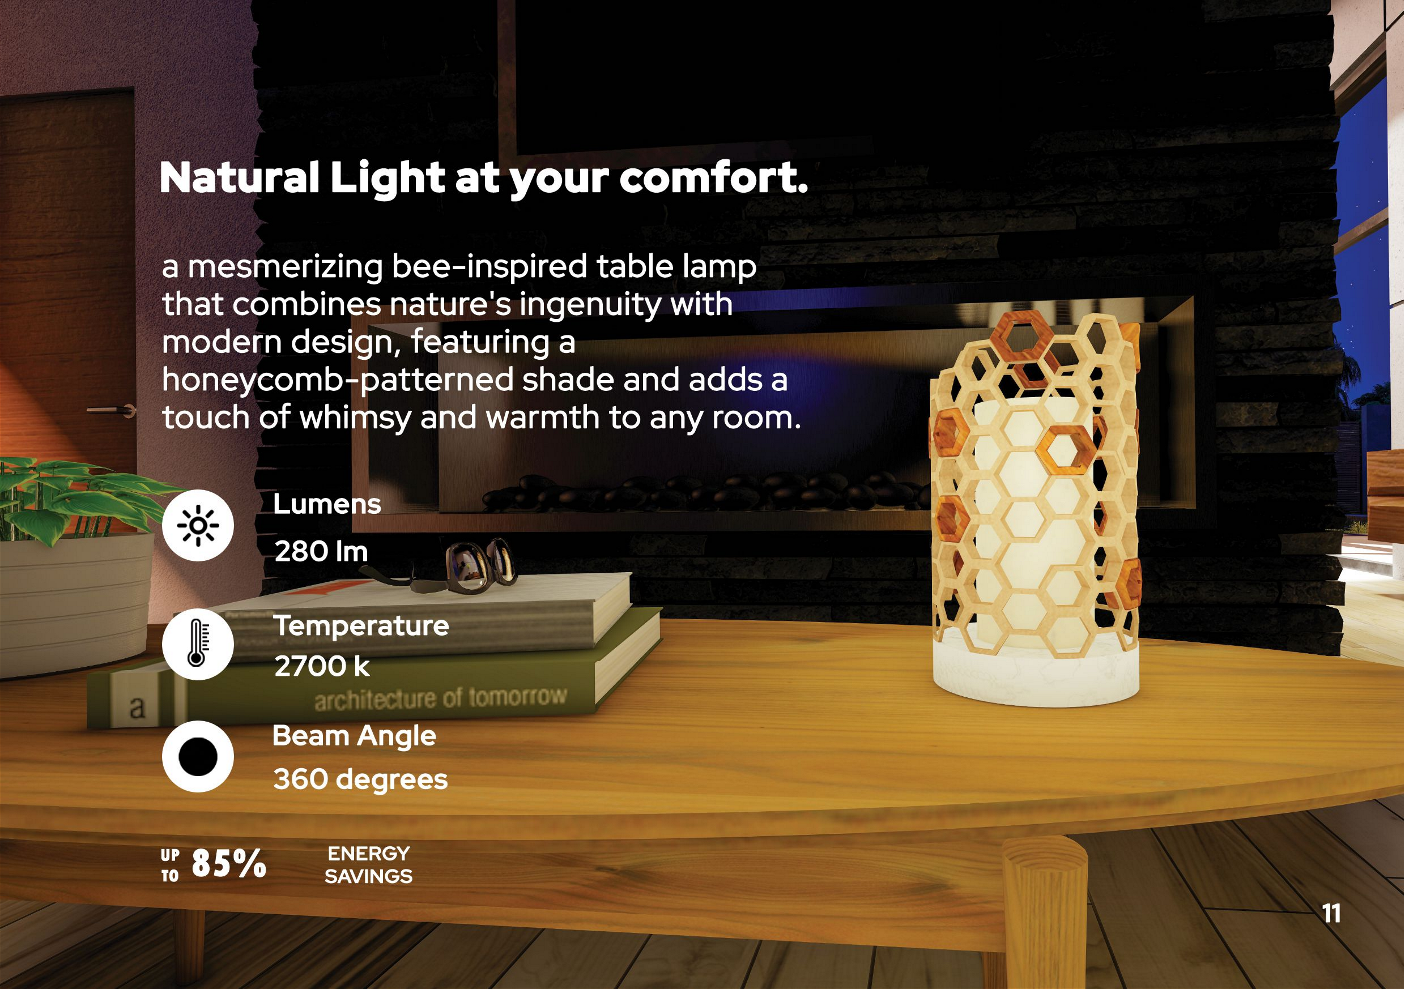 Natural Light at your comfort.
a mesmerizing bee-inspired table lamp
that combines nature's ingenuity with
modern design, featuring a
honeycomb-patterned shade and adds a
touch of whimsy and warmth to any room.
Lumens
280 lm
Temperature
2700 k
a
architecture of tomorrow
Beam Angle
360 degrees
UP
TO
85%
ENERGY
SAVINGS
11